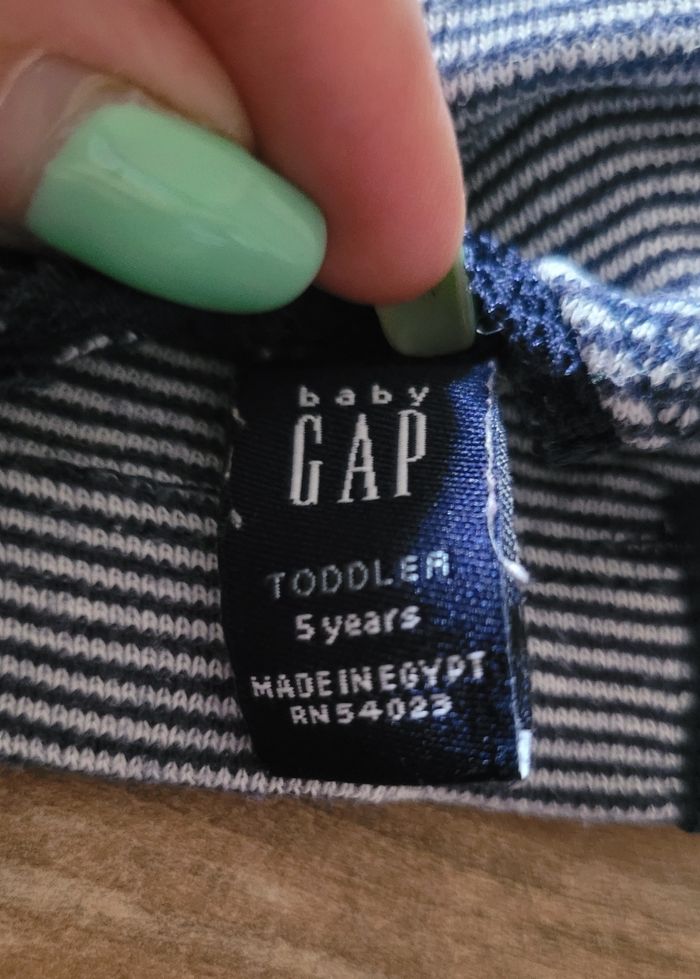 baby
GAP
TODDLER
5 years
MADE IN EGYPT
RN 54023